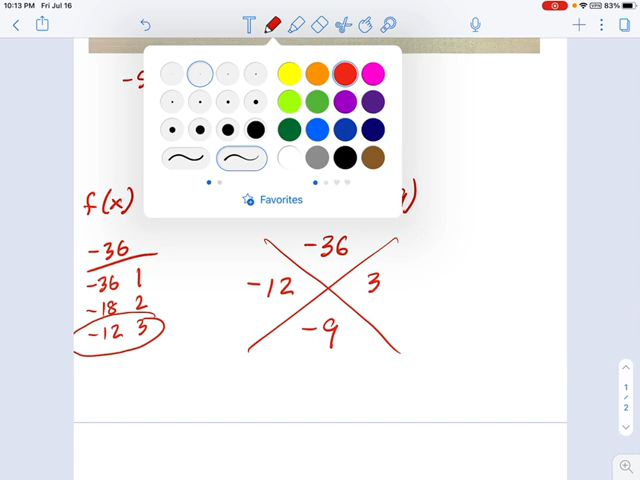 10:13 PM Fri Jul 16
83%
T
Favorites
f(x)
-36
-36 1
-18 2
-12 3
-36
-12 3
-9
1
/
2